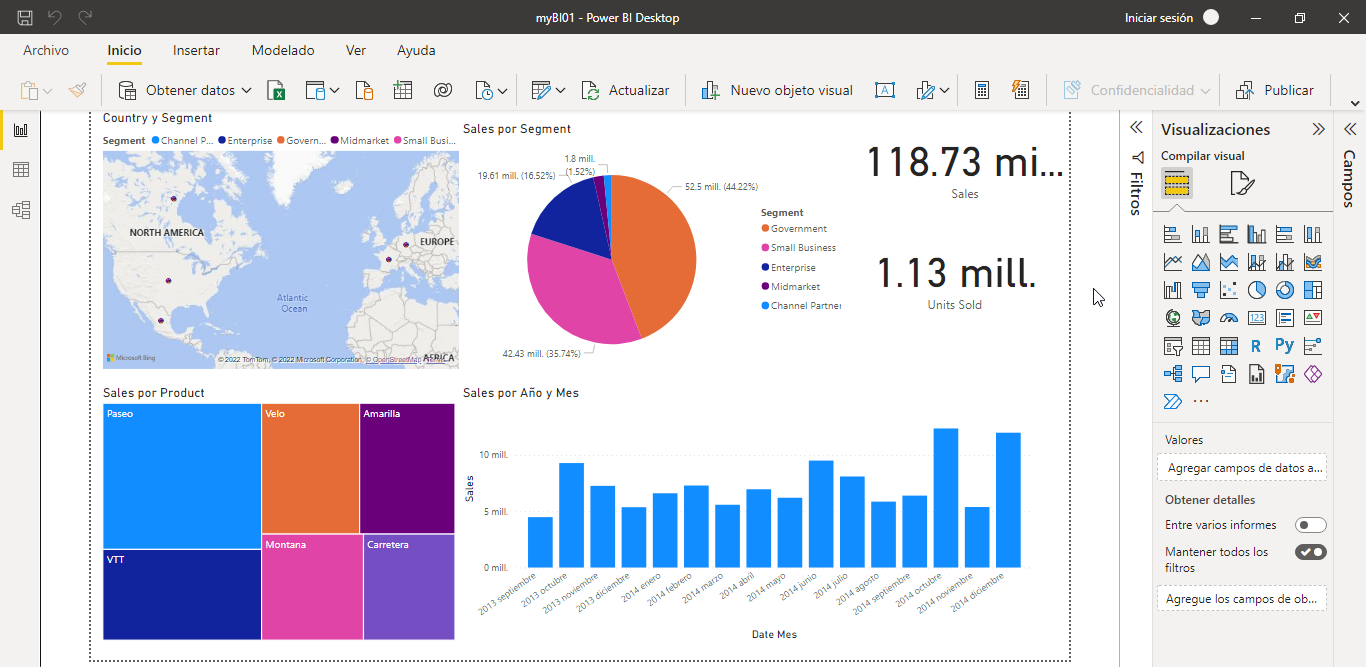 myBI01 - Power BI Desktop
Iniciar sesión
Archivo
Inicio
Insertar
Modelado
Ver
Ayuda
Obtener datos
Actualizar
Nuevo objeto visual
Confidencialidad
Publicar
Country y Segment
Segment Channel P... Enterprise Govern... Midmarket Small Busi...
NORTH AMERICA
EUROPE
Atlantic
Ocean
AFRICA
Microsoft Bing
© 2022 TomTom, © 2022 Microsoft Corporation, © OpenStreetMap
Sales por Segment
1.8 mill.
(1.52%)
19.61 mill. (16.52%)
52.5 mill. (44.22%)
42.43 mill. (35.74%)
Segment
Government
Small Business
Enterprise
Midmarket
Channel Partner
118.73 mi...
Sales
1.13 mill.
Units Sold
Sales por Product
Paseo
Velo
Amarilla
VTT
Montana
Carretera
Sales por Año y Mes
Sales
10 mill.
5 mill.
0 mill.
2013 septiembre
2013 octubre
2013 noviembre
2013 diciembre
2014 enero
2014 febrero
2014 marzo
2014 abril
2014 mayo
2014 junio
2014 julio
2014 agosto
2014 septiembre
2014 octubre
2014 noviembre
2014 diciembre
Date Mes
Filtros
Visualizaciones
Compilar visual
123
R
Py
...
Valores
Agregar campos de datos a...
Obtener detalles
Entre varios informes
Mantener todos los
filtros
Agregue los campos de ob...
Campos